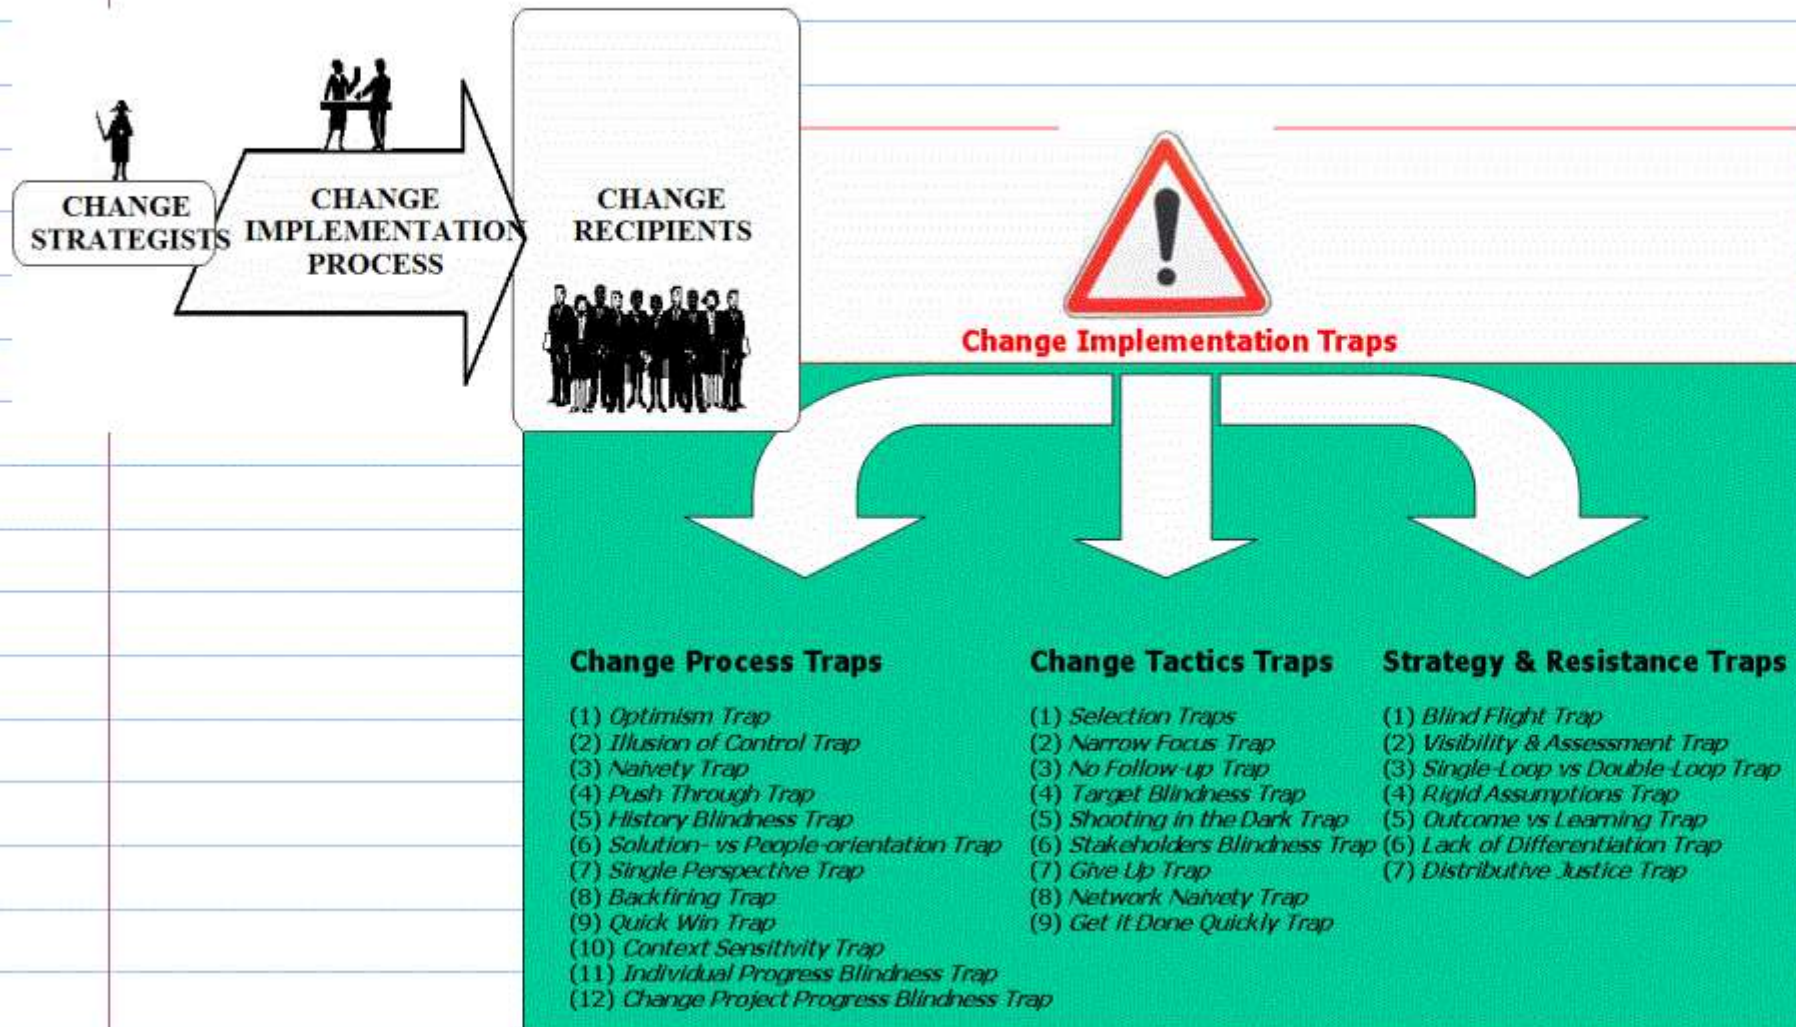 CHANGE
STRATEGISTS
CHANGE
IMPLEMENTATION
PROCESS
CHANGE
RECIPIENTS
Change Implementation Traps
Change Process Traps
(1) Optimism Trap
(2) Illusion of Control Trap
(3) Naivety Trap
(4) Push Through Trap
(5) History Blindness Trap
(6) Solution- vs People-orientation Trap
(7) Single Perspective Trap
(8) Backfiring Trap
(9) Quick Win Trap
(10) Context Sensitivity Trap
(11) Individual Progress Blindness Trap
(12) Change Project Progress Blindness Trap
Change Tactics Traps
(1) Selection Traps
(2) Narrow Focus Trap
(3) No Follow-up Trap
(4) Target Blindness Trap
(5) Shooting in the Dark Trap
(6) Stakeholders Blindness Trap
(7) Give Up Trap
(8) Network Naivety Trap
(9) Get it Done Quickly Trap
Strategy & Resistance Traps
(1) Blind Flight Trap
(2) Visibility & Assessment Trap
(3) Single-Loop vs Double-Loop Trap
(4) Rigid Assumptions Trap
(5) Outcome vs Learning Trap
(6) Lack of Differentiation Trap
(7) Distributive Justice Trap